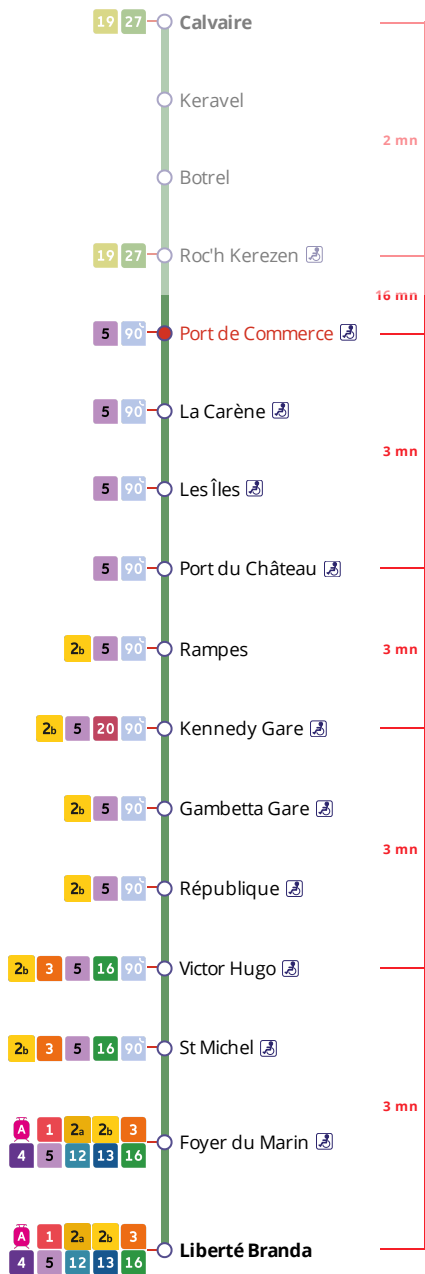 19 27 Calvaire
Keravel
2 mn
Botrel
19 27 Roc'h Kerezen
16 mn
5 90 Port de Commerce
5 90 La Carène
3 mn
5 90 Les Îles
5 90 Port du Château
2b 5 90 Rampes 3 mn
2b 5 20 90 Kennedy Gare
2b 5 90 Gambetta Gare
3 mn
2b 5 90 République
2b 3 5 16 90 Victor Hugo
2b 3 5 16 90 St Michel
3 mn
A 1 2a 2b 3
4 5 12 13 16 Foyer du Marin
A 1 2a 2b 3
4 5 12 13 16 Liberté Branda